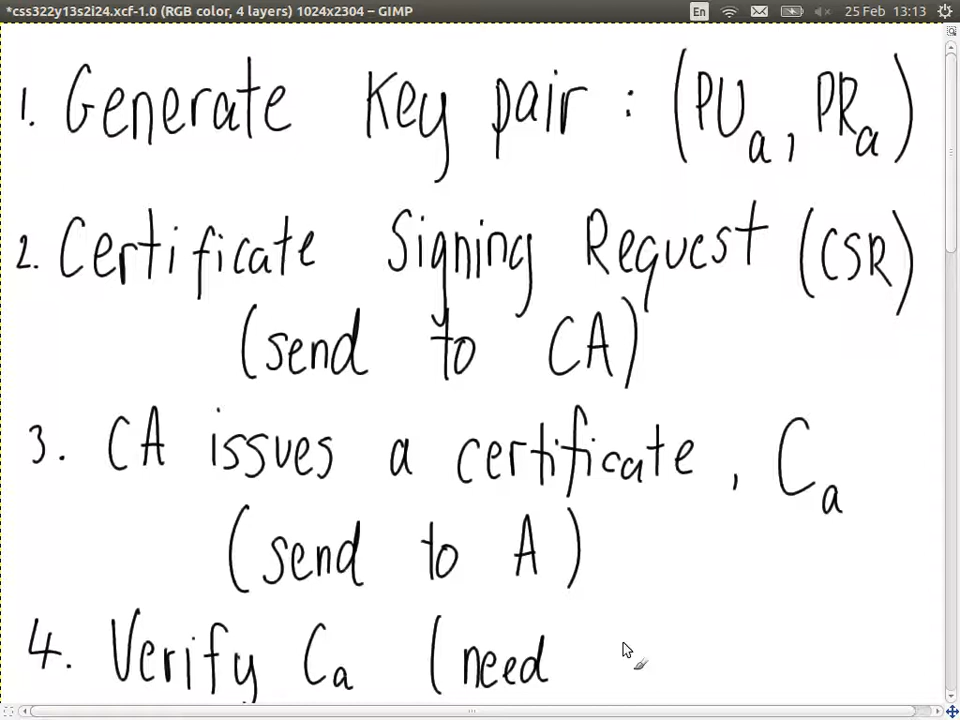 *css322y13s2i24.xcf-1.0 (RGB color, 4 layers) 1024x2304 – GIMP
En
25 Feb 13:13
1. Generate Key pair : (PUa, PRa)
2. Certificate Signing Request (CSR)
(send to CA)
3. CA issues a certificate, Ca
(send to A)
4. Verify Ca (need